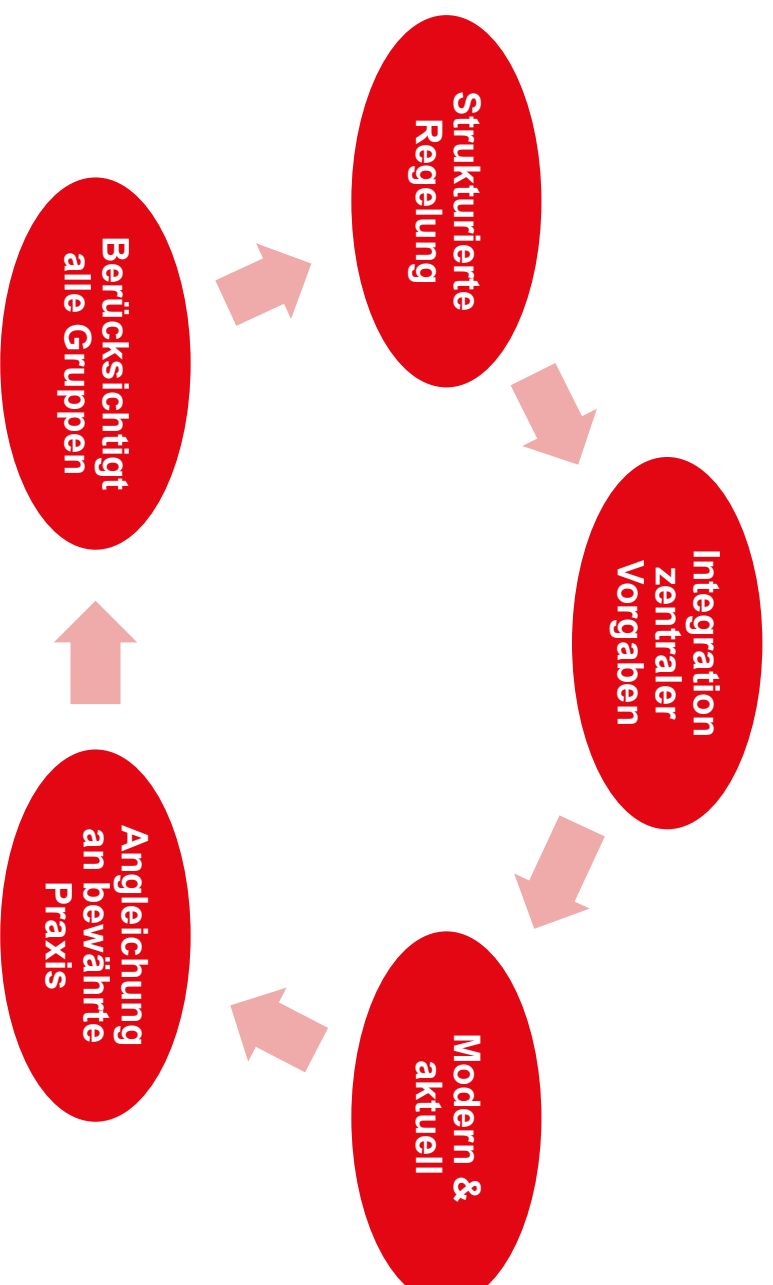 Integration
zentraler
Vorgaben
Modern &
aktuell
Angleichung
an bewährte
Praxis
Berücksichtigt
alle Gruppen
Strukturierte
Regelung